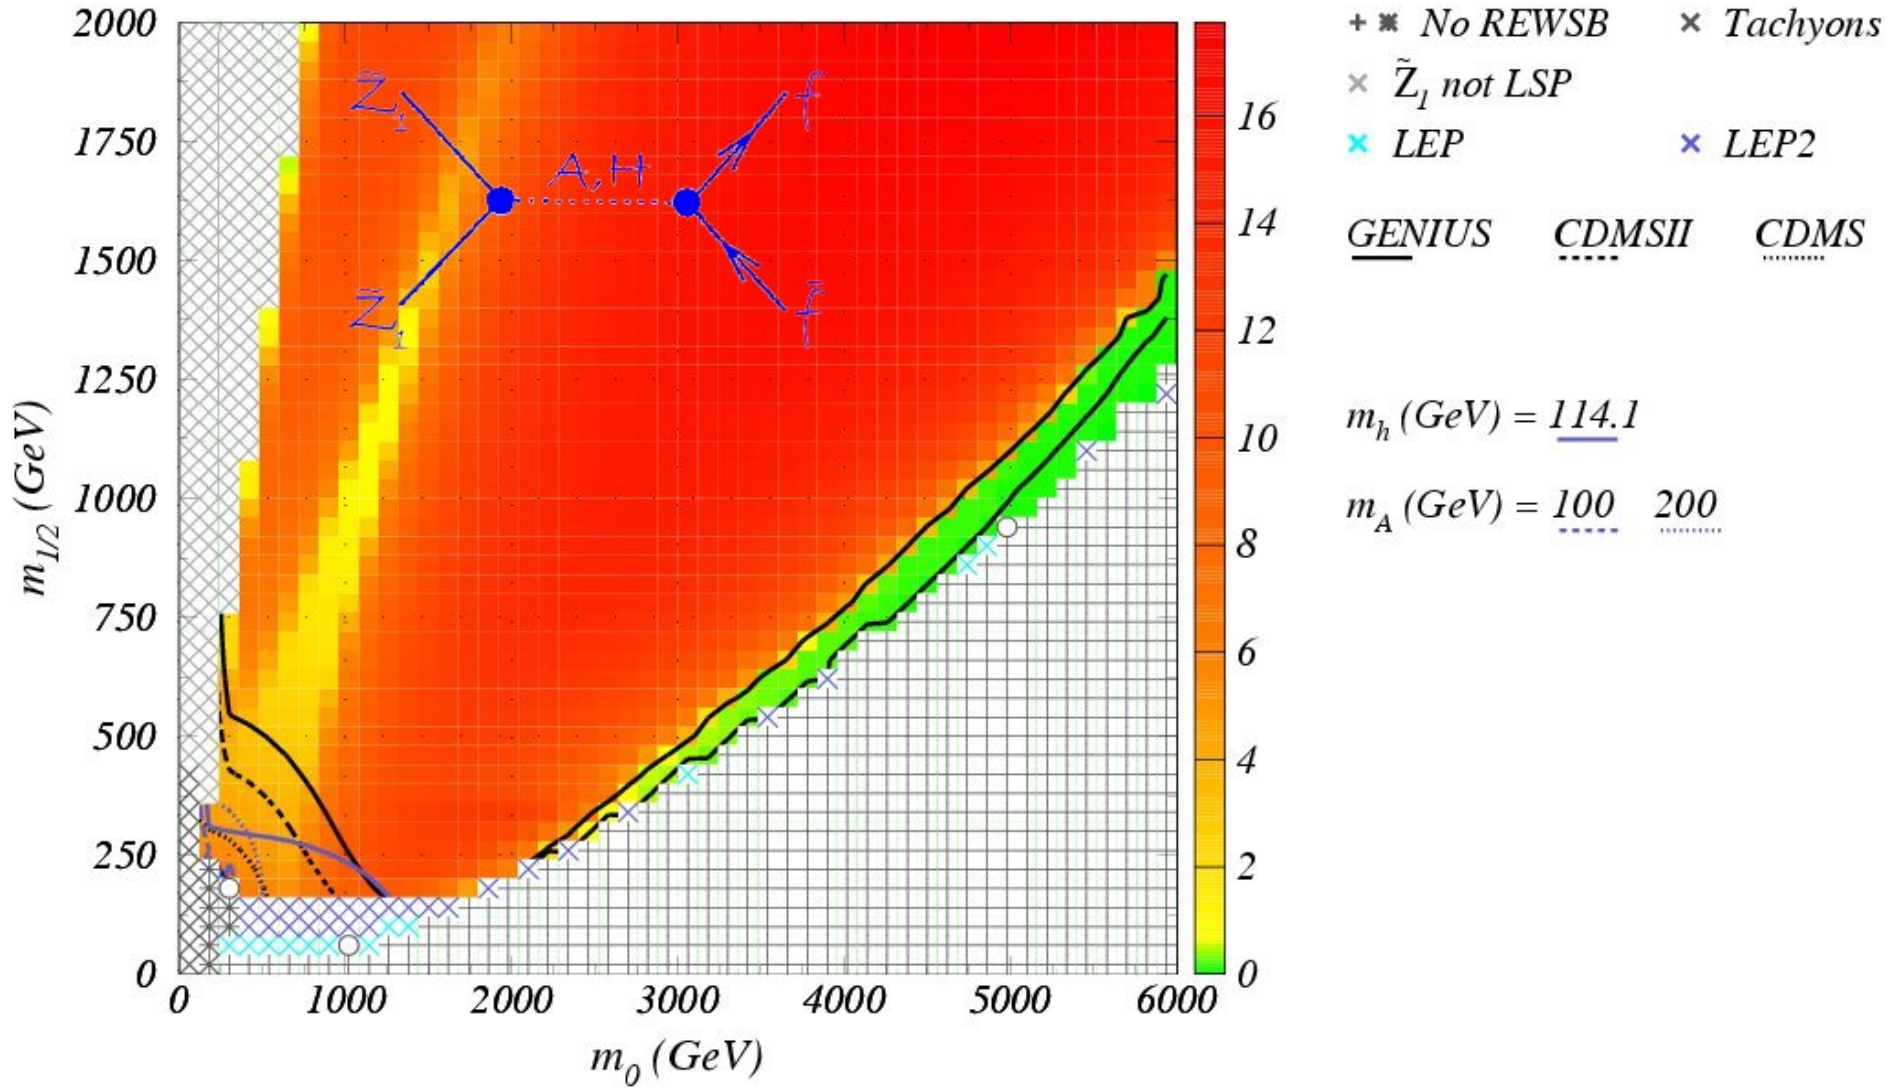 2000
1750
1500
1250
1000
750
500
250
0
m1/2 (GeV)
0 1000 2000 3000 4000 5000 6000
m0 (GeV)
Z̃1
Z̃1
A,H
f
f̄
16
14
12
10
8
6
4
2
0
No REWSB Tachyons
Z̃1 not LSP
LEP LEP2
GENIUS CDMSII CDMS
mh (GeV) = 114.1
mA (GeV) = 100 200